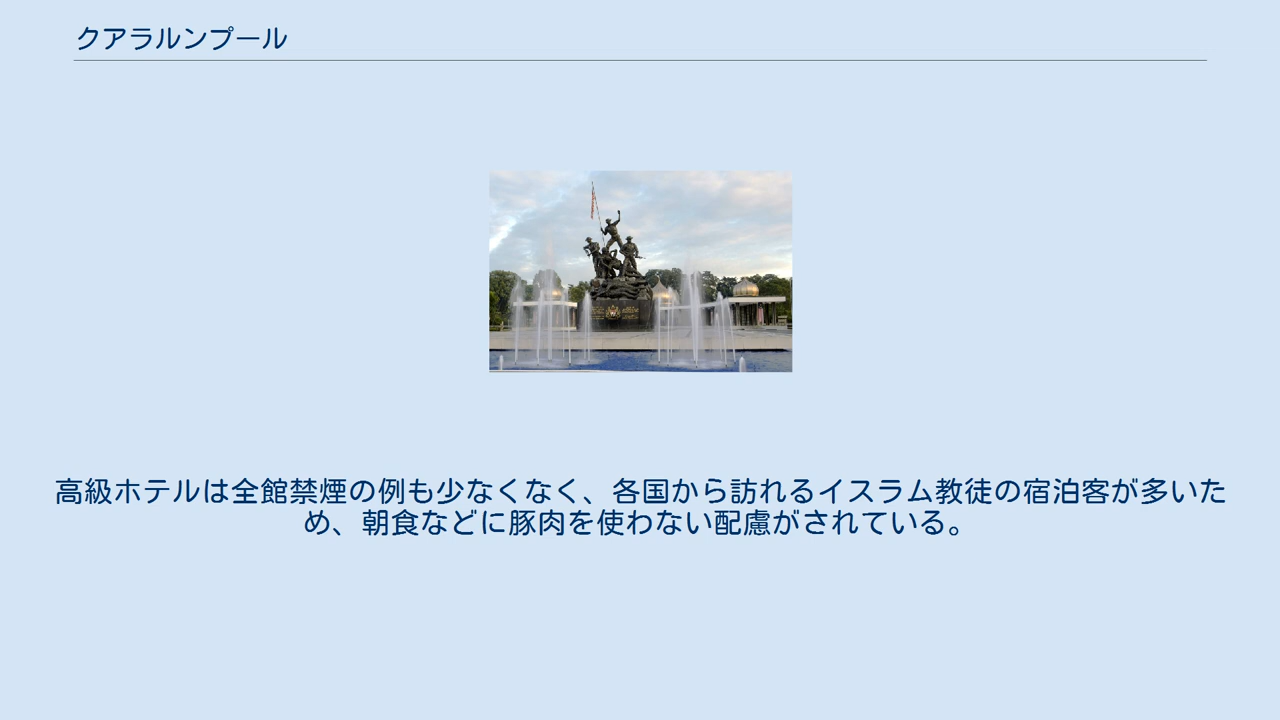 クアラルンプール
高級ホテルは全館禁煙の例も少なくなく、各国から訪れるイスラム教徒の宿泊客が多いた
め、朝食などに豚肉を使わない配慮がされている。